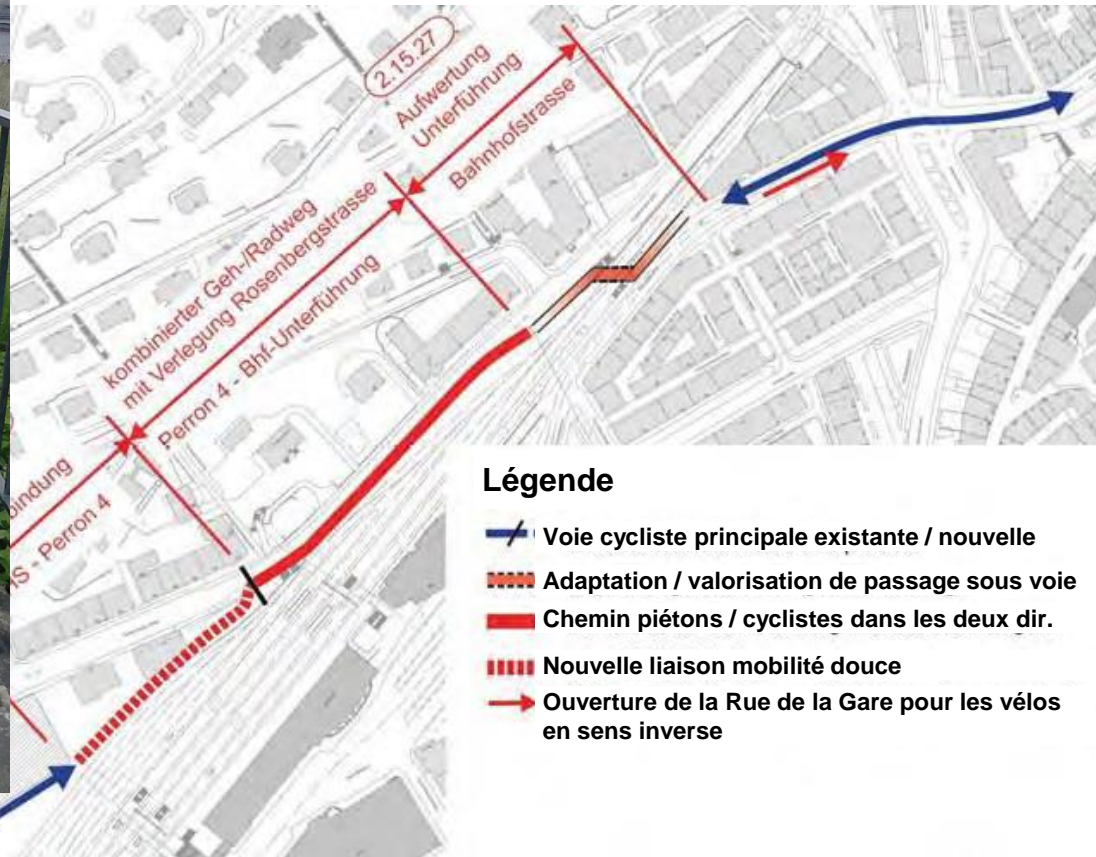 2.15.27
Aufwertung
Unterführung
Bahnhofstrasse
kombinierter Geh-/Radweg
mit Verlegung Rosenbergstrasse
Perron 4 - Bhf-Unterführung
bindung
S - Perron 4
Légende
Voie cycliste principale existante / nouvelle
Adaptation / valorisation de passage sous voie
Chemin piétons / cyclistes dans les deux dir.
Nouvelle liaison mobilité douce
Ouverture de la Rue de la Gare pour les vélos
en sens inverse